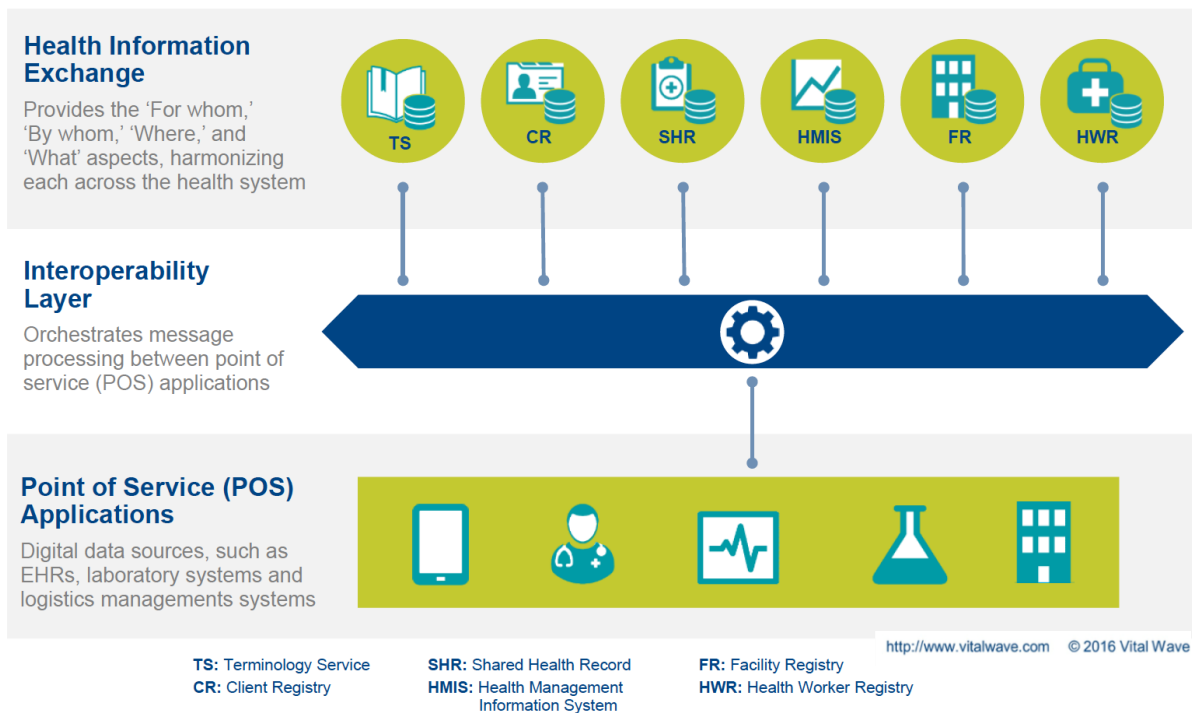 Health Information
Exchange
Provides the ‘For whom,’
‘By whom,’ ‘Where,’ and
‘What’ aspects, harmonizing
each across the health system
TS
CR
SHR
HMIS
FR
HWR
Interoperability
Layer
Orchestrates message
processing between point of
service (POS) applications
Point of Service (POS)
Applications
Digital data sources, such as
EHRs, laboratory systems and
logistics managements systems
http://www.vitalwave.com © 2016 Vital Wave
TS: Terminology Service
CR: Client Registry
SHR: Shared Health Record
HMIS: Health Management
Information System
FR: Facility Registry
HWR: Health Worker Registry